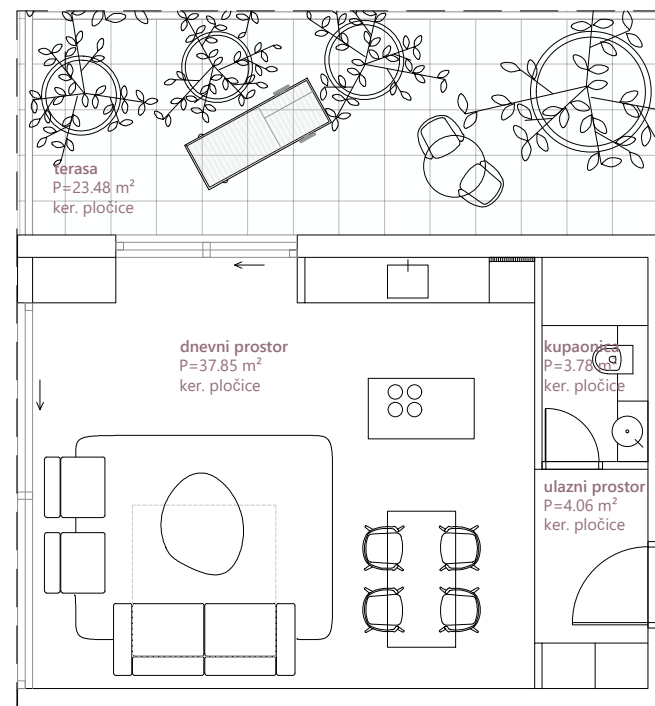 terasa
P=23.48 m²
ker. pločice
dnevni prostor
P=37.85 m²
ker. pločice
kupaonica
P=3.78 m²
ker. pločice
ulazni prostor
P=4.06 m²
ker. pločice